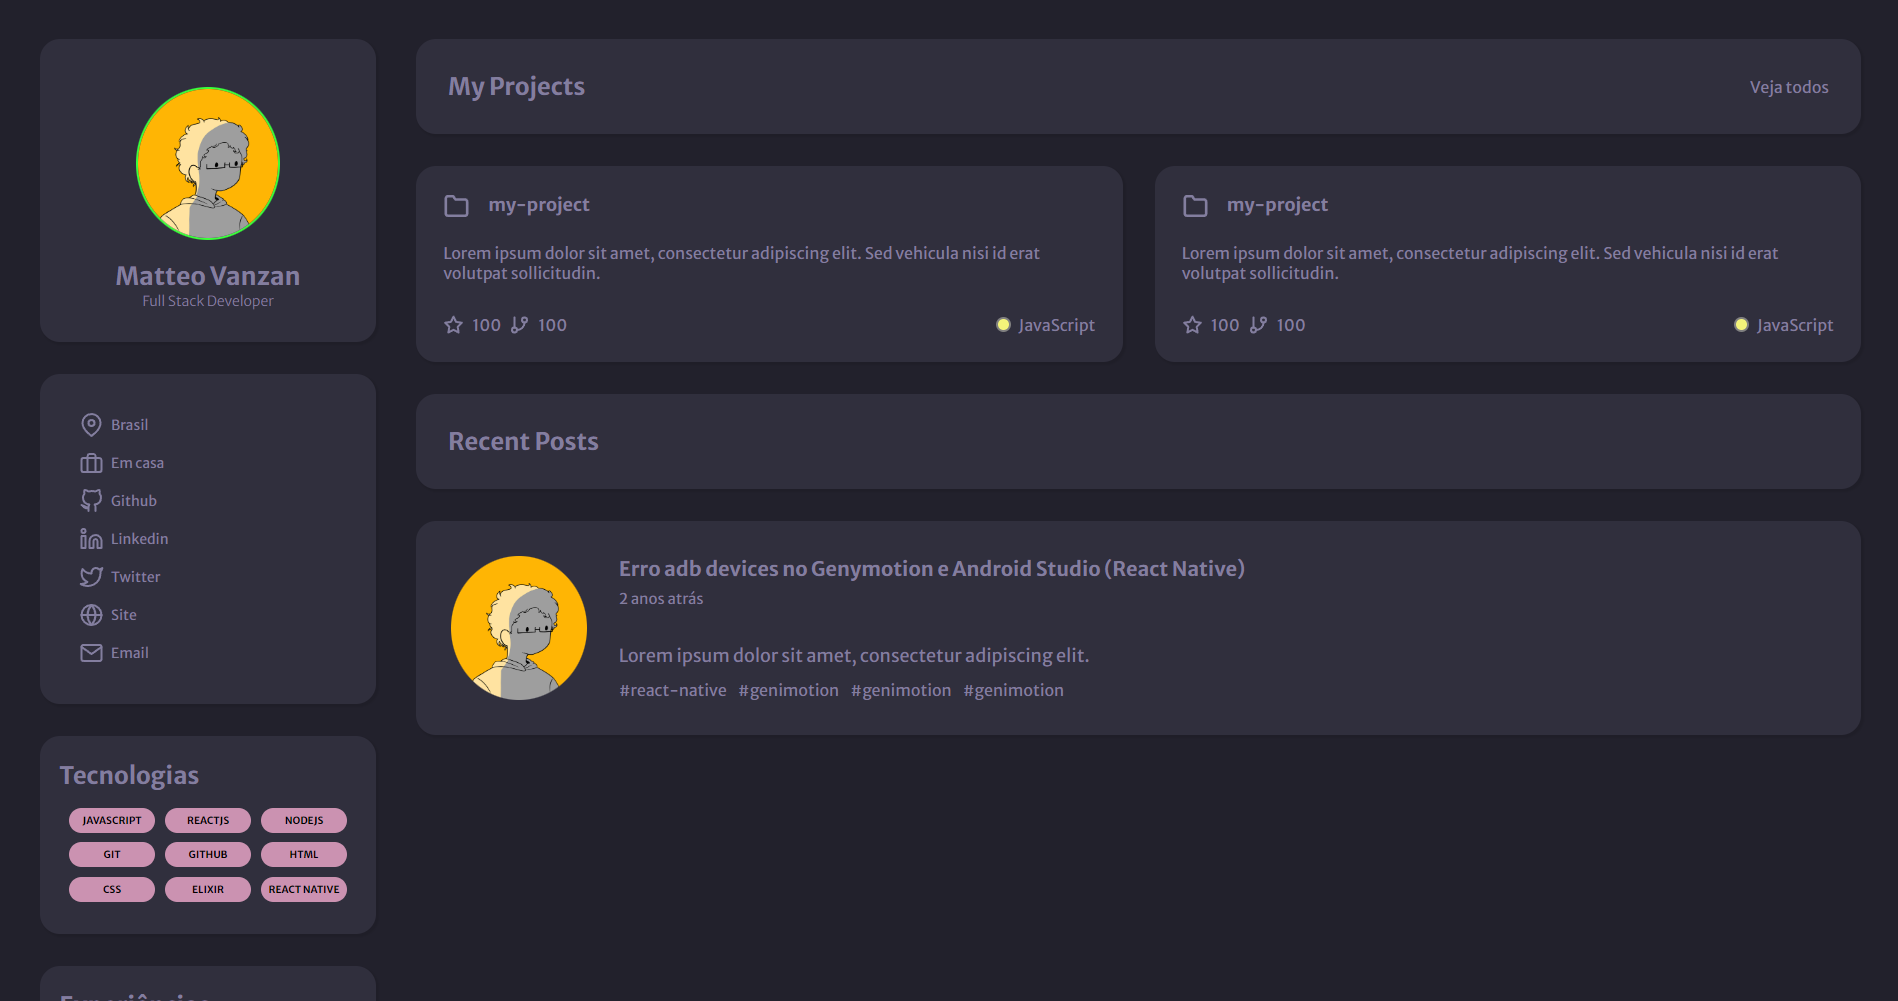 Matteo Vanzan
Full Stack Developer
Brasil
Em casa
Github
Linkedin
Twitter
Site
Email
Tecnologias
JAVASCRIPT REACTJS NODEJS
GIT GITHUB HTML
CSS ELIXIR REACT NATIVE
My Projects Veja todos
my-project
Lorem ipsum dolor sit amet, consectetur adipiscing elit. Sed vehicula nisi id erat
volutpat sollicitudin.
100 100 JavaScript
my-project
Lorem ipsum dolor sit amet, consectetur adipiscing elit. Sed vehicula nisi id erat
volutpat sollicitudin.
100 100 JavaScript
Recent Posts
Erro adb devices no Genymotion e Android Studio (React Native)
2 anos atrás
Lorem ipsum dolor sit amet, consectetur adipiscing elit.
#react-native #genimotion #genimotion #genimotion